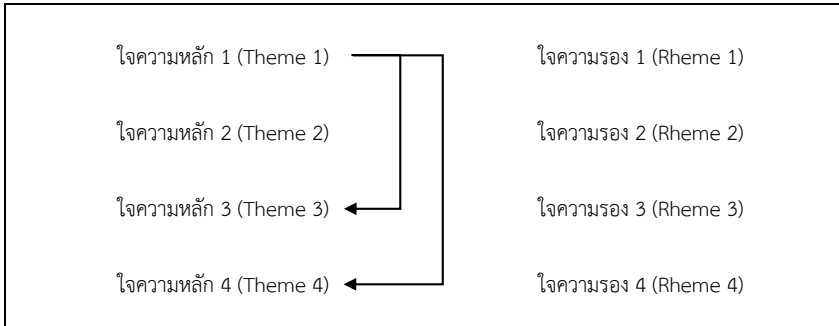 ใจความหลัก 1 (Theme 1) ใจความรอง 1 (Rheme 1)
ใจความหลัก 2 (Theme 2) ใจความรอง 2 (Rheme 2)
ใจความหลัก 3 (Theme 3) ใจความรอง 3 (Rheme 3)
ใจความหลัก 4 (Theme 4) ใจความรอง 4 (Rheme 4)